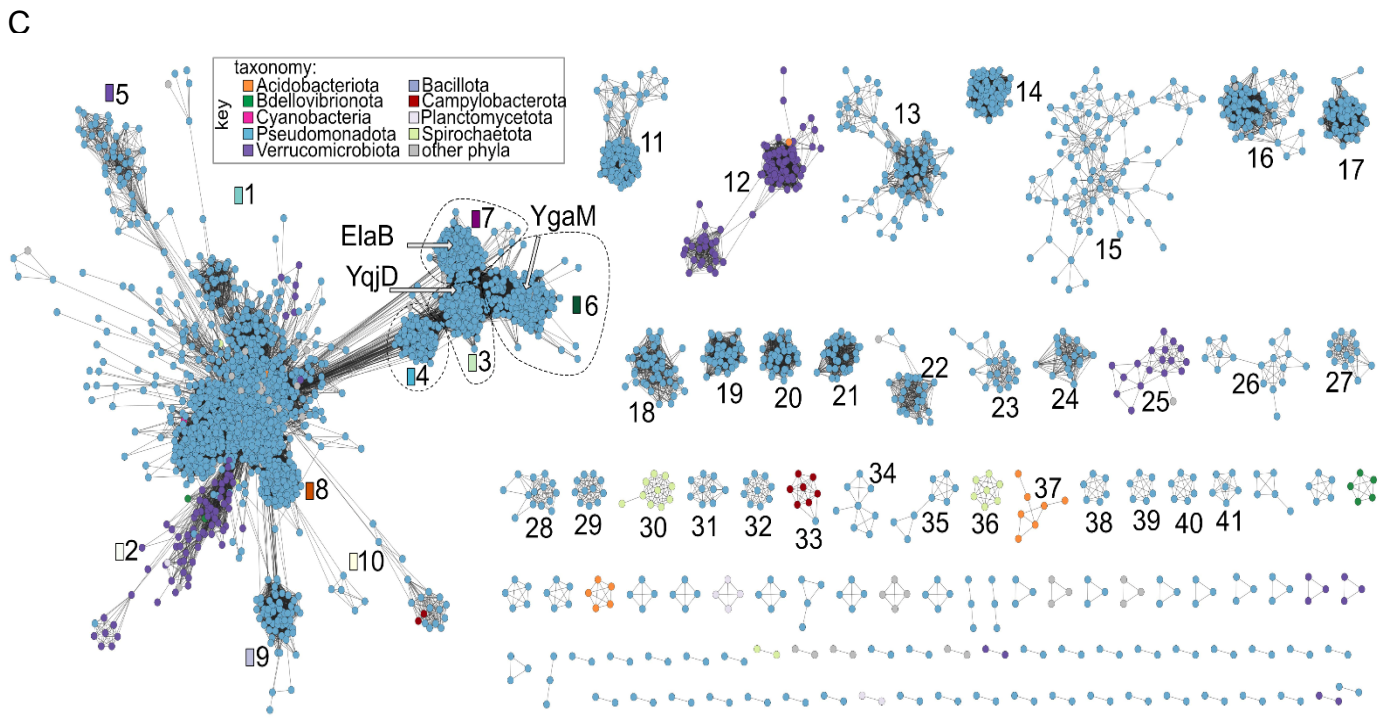 C
taxonomy:
key
Acidobacteriota
Bacillota
Bdellovibrionota
Campylobacterota
Cyanobacteria
Planctomycetota
Pseudomonadota
Spirochaetota
Verrucomicrobiota
other phyla
5
1
7
YgaM
ElaB
YqjD
6
3
4
8
2
10
9
11
12
13
14
15
16
17
18
19
20
21
22
23
24
25
26
27
28
29
30
31
32
33
34
35
36
37
38
39
40
41